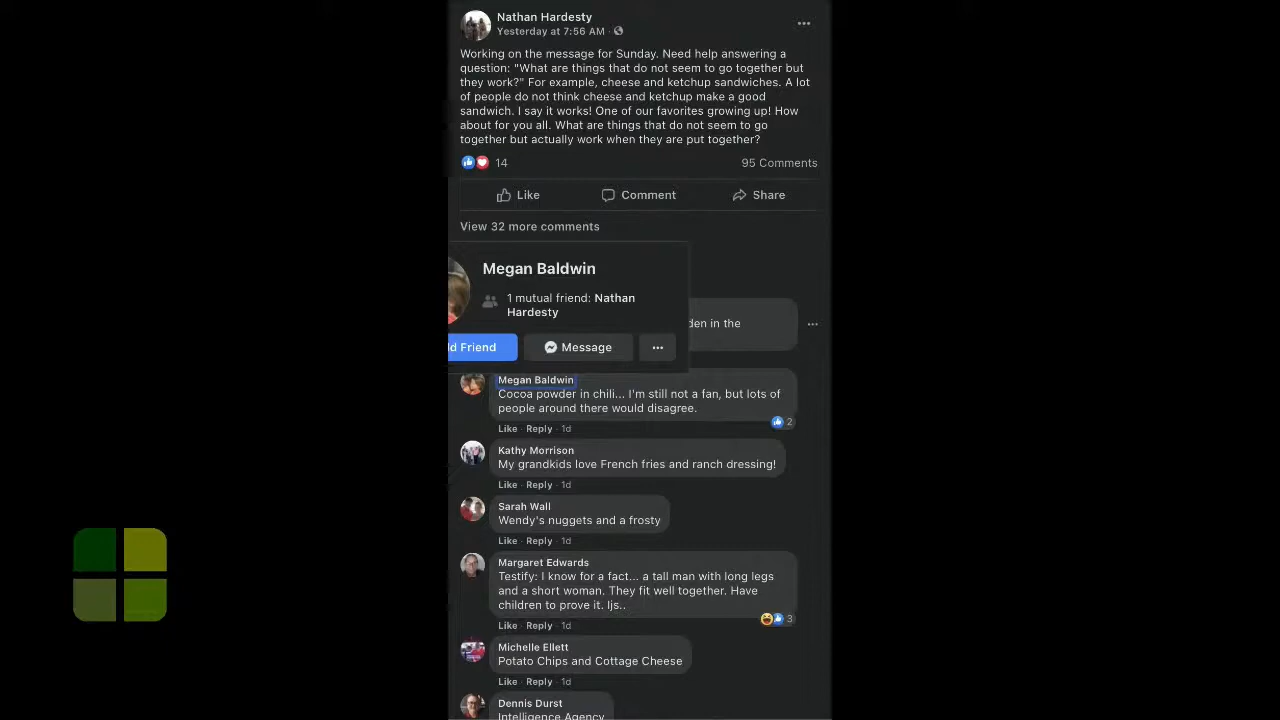 Nathan Hardesty
Yesterday at 7:56 AM ·
Working on the message for Sunday. Need help answering a
question: "What are things that do not seem to go together but
they work?" For example, cheese and ketchup sandwiches. A lot
of people do not think cheese and ketchup make a good
sandwich. I say it works! One of our favorites growing up! How
about for you all. What are things that do not seem to go
together but actually work when they are put together?
14
95 Comments
Like
Comment
Share
View 32 more comments
Megan Baldwin
1 mutual friend: Nathan
Hardesty
den in the
d Friend
Message
Megan Baldwin
Cocoa powder in chili... I'm still not a fan, but lots of
people around there would disagree.
2
Like · Reply · 1d
Kathy Morrison
My grandkids love French fries and ranch dressing!
Like · Reply · 1d
Sarah Wall
Wendy's nuggets and a frosty
Like · Reply · 1d
Margaret Edwards
Testify: I know for a fact... a tall man with long legs
and a short woman. They fit well together. Have
children to prove it. Ijs..
3
Like · Reply · 1d
Michelle Ellett
Potato Chips and Cottage Cheese
Like · Reply · 1d
Dennis Durst
Intelligence Agency